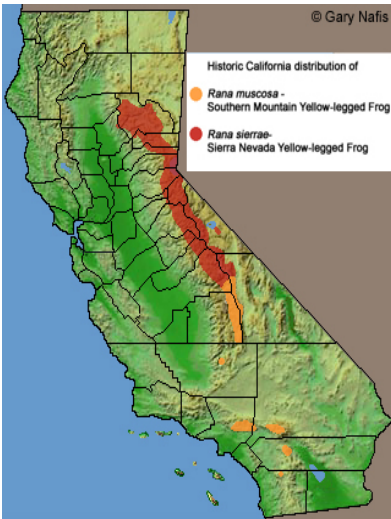 © Gary Nafis
Historic California distribution of
Rana muscosa -
Southern Mountain Yellow-legged Frog
Rana sierrae-
Sierra Nevada Yellow-legged Frog